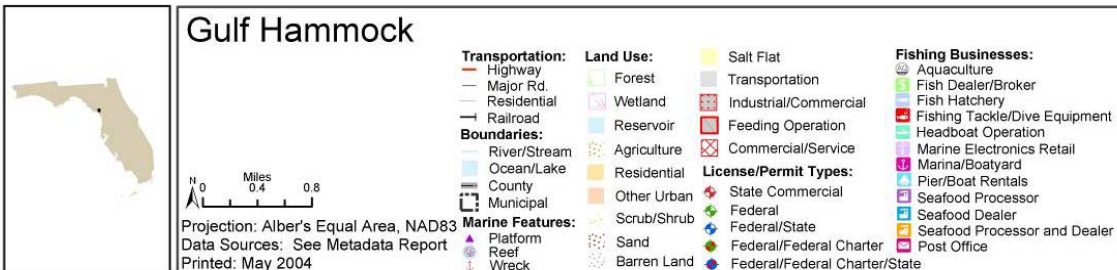 Gulf Hammock
N
Miles
0 0.4 0.8
Projection: Alber's Equal Area, NAD83
Data Sources: See Metadata Report
Printed: May 2004
Transportation:
Highway
Major Rd.
Residential
Railroad
Boundaries:
River/Stream
Ocean/Lake
County
Municipal
Marine Features:
Platform
Reef
Wreck
Land Use:
Forest
Wetland
Reservoir
Agriculture
Residential
Other Urban
Scrub/Shrub
Sand
Barren Land
Salt Flat
Transportation
Industrial/Commercial
Feeding Operation
Commercial/Service
License/Permit Types:
State Commercial
Federal
Federal/State
Federal/Federal Charter
Federal/Federal Charter/State
Fishing Businesses:
Aquaculture
Fish Dealer/Broker
Fish Hatchery
Fishing Tackle/Dive Equipment
Headboat Operation
Marine Electronics Retail
Marina/Boatyard
Pier/Boat Rentals
Seafood Processor
Seafood Dealer
Seafood Processor and Dealer
Post Office